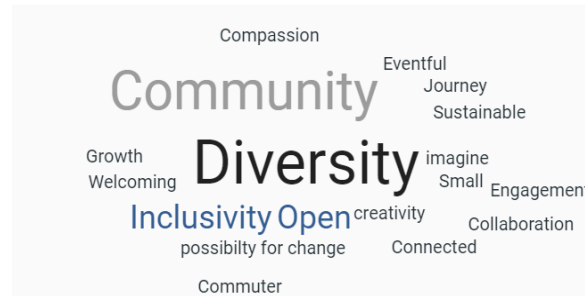 Compassion
Eventful
Community
Journey
Sustainable
Diversity
Growth
imagine
Welcoming
Small
Engagement
Inclusivity Open
creativity
Collaboration
possibilty for change
Connected
Commuter